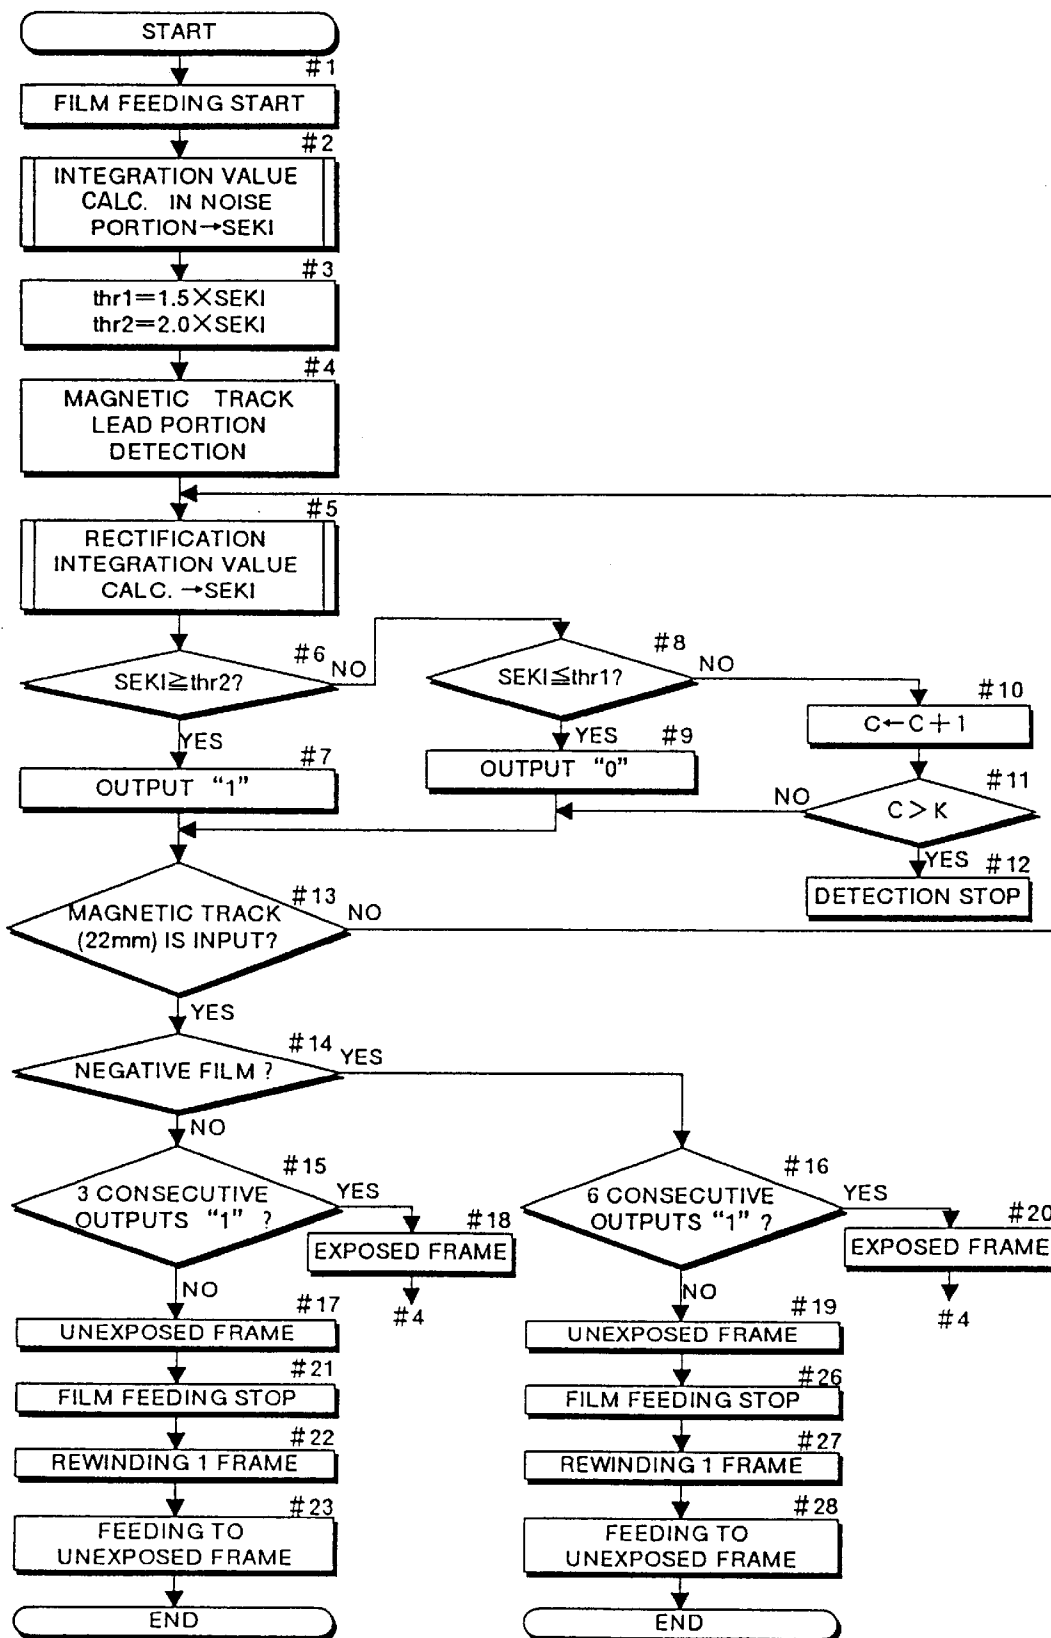 START
#1
FILM FEEDING START
#2
INTEGRATION VALUE
CALC. IN NOISE
PORTION→SEKI
#3
thr1=1.5×SEKI
thr2=2.0×SEKI
#4
MAGNETIC TRACK
LEAD PORTION
DETECTION
#5
RECTIFICATION
INTEGRATION VALUE
CALC. →SEKI
#6
SEKI≧thr2?
NO
YES
#8
SEKI≦thr1?
NO
YES
#10
C←C+1
#7
OUTPUT "1"
#9
OUTPUT "0"
#11
C>K
NO
YES
#12
DETECTION STOP
#13
MAGNETIC TRACK
(22mm) IS INPUT?
NO
YES
#14
NEGATIVE FILM ?
YES
NO
#15
3 CONSECUTIVE
OUTPUTS "1" ?
YES
NO
#18
EXPOSED FRAME
#4
#16
6 CONSECUTIVE
OUTPUTS "1" ?
YES
NO
#20
EXPOSED FRAME
#4
#17
UNEXPOSED FRAME
#21
FILM FEEDING STOP
#22
REWINDING 1 FRAME
#23
FEEDING TO
UNEXPOSED FRAME
END
#19
UNEXPOSED FRAME
#26
FILM FEEDING STOP
#27
REWINDING 1 FRAME
#28
FEEDING TO
UNEXPOSED FRAME
END